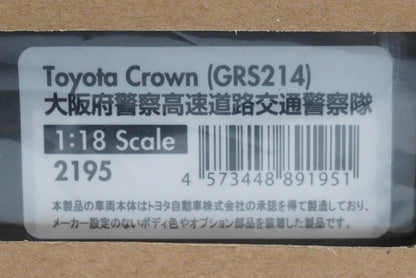 Toyota Crown (GRS214)
大阪府警察高速道路交通警察隊
1:18 Scale
2195
4 573448 891951
本製品の車両本体はトヨタ自動車株式会社の承認を得て製造しており、
メーカー設定のないボディ色やオプション部品を装着した製品です。